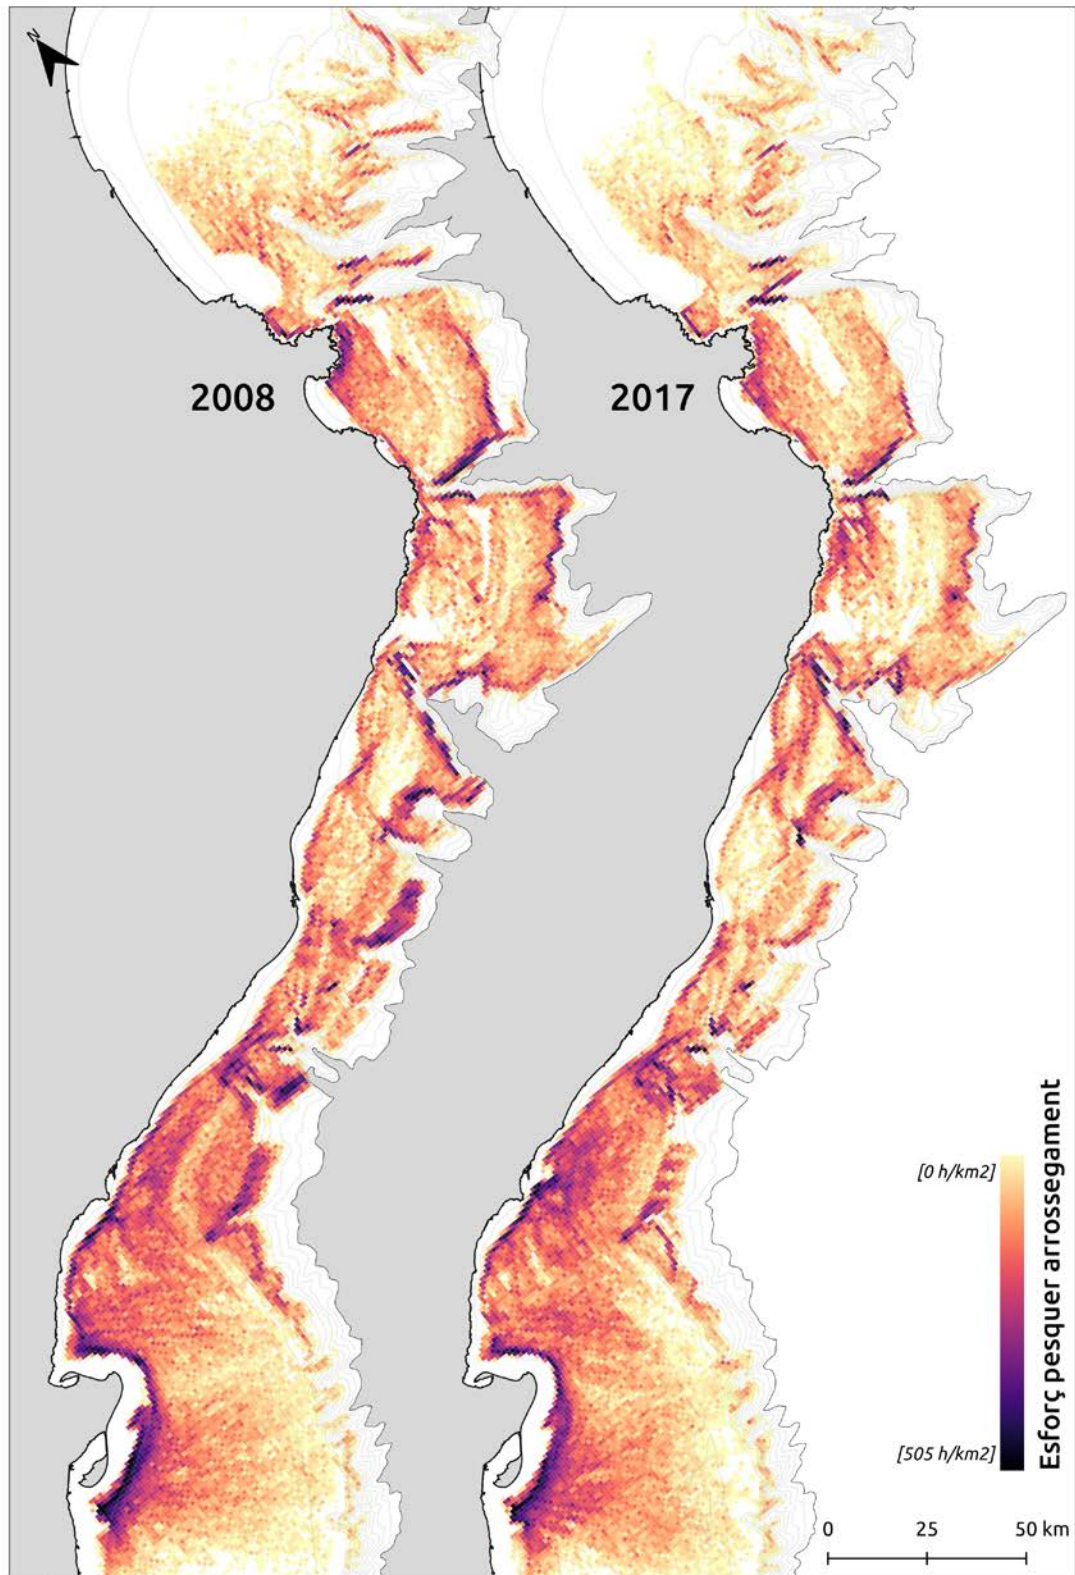 N
2008
2017
Esforç pesquer arrossegament
[0 h/km2]
[505 h/km2]
0 25 50 km